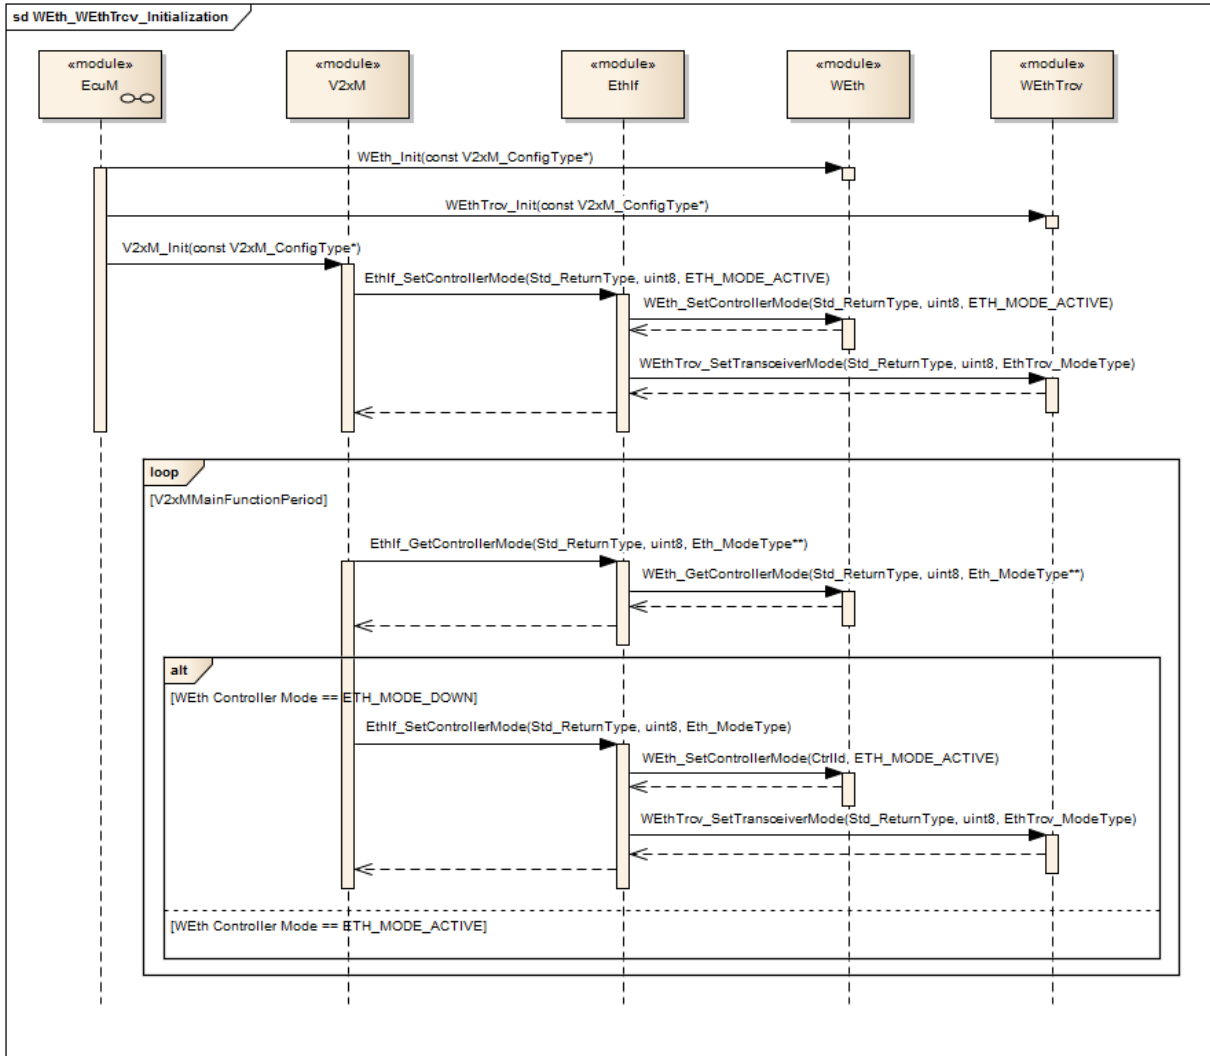 sd WEth_WEthTrcv_Initialization
«module» «module» «module» «module» «module»
EcuM V2xM EthIf WEth WEthTrcv
WEth_Init(const V2xM_ConfigType*)
WEthTrcv_Init(const V2xM_ConfigType*)
V2xM_Init(const V2xM_ConfigType*)
EthIf_SetControllerMode(Std_ReturnType, uint8, ETH_MODE_ACTIVE)
WEth_SetControllerMode(Std_ReturnType, uint8, ETH_MODE_ACTIVE)
WEthTrcv_SetTransceiverMode(Std_ReturnType, uint8, EthTrcv_ModeType)
loop
[V2xMMainFunctionPeriod]
EthIf_GetControllerMode(Std_ReturnType, uint8, Eth_ModeType**)
WEth_GetControllerMode(Std_ReturnType, uint8, Eth_ModeType**)
alt
[WEth Controller Mode == ETH_MODE_DOWN]
EthIf_SetControllerMode(Std_ReturnType, uint8, Eth_ModeType)
WEth_SetControllerMode(CtrlId, ETH_MODE_ACTIVE)
WEthTrcv_SetTransceiverMode(Std_ReturnType, uint8, EthTrcv_ModeType)
[WEth Controller Mode == ETH_MODE_ACTIVE]